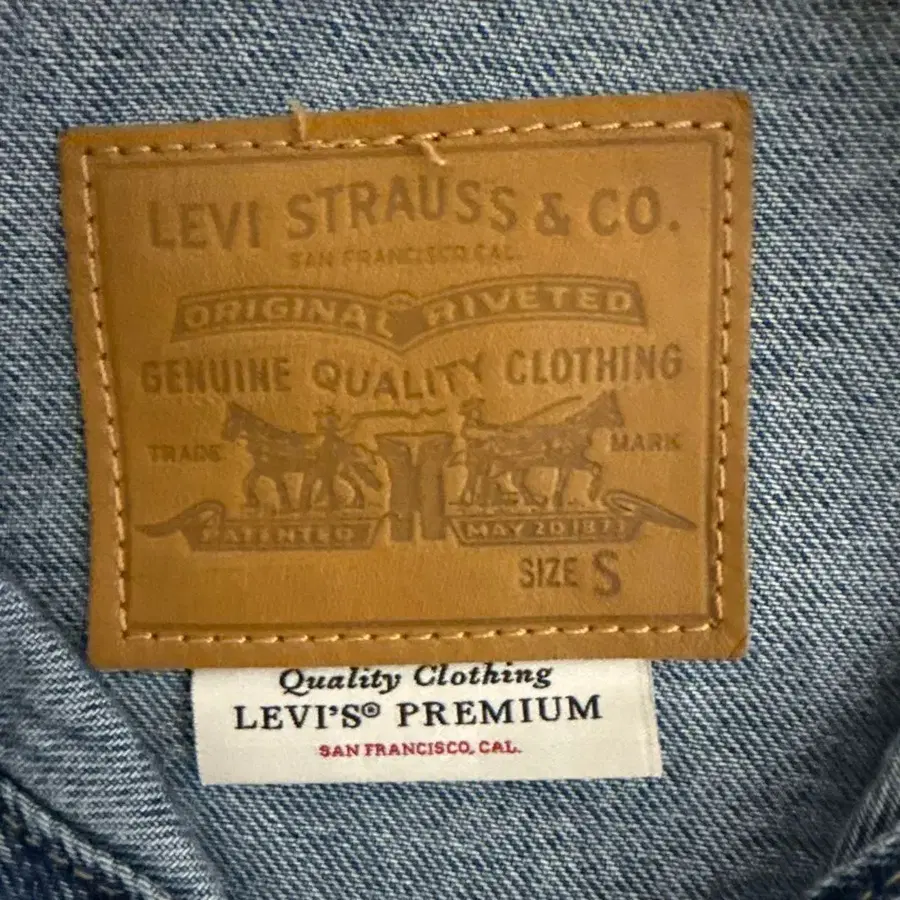 LEVI STRAUSS & CO.
SAN FRANCISCO CAL.
ORIGINAL RIVETED
GENUINE QUALITY CLOTHING
TRADE MARK
PATENTED MAY 20 1873
SIZE S
Quality Clothing
LEVI'S® PREMIUM
SAN FRANCISCO, CAL.